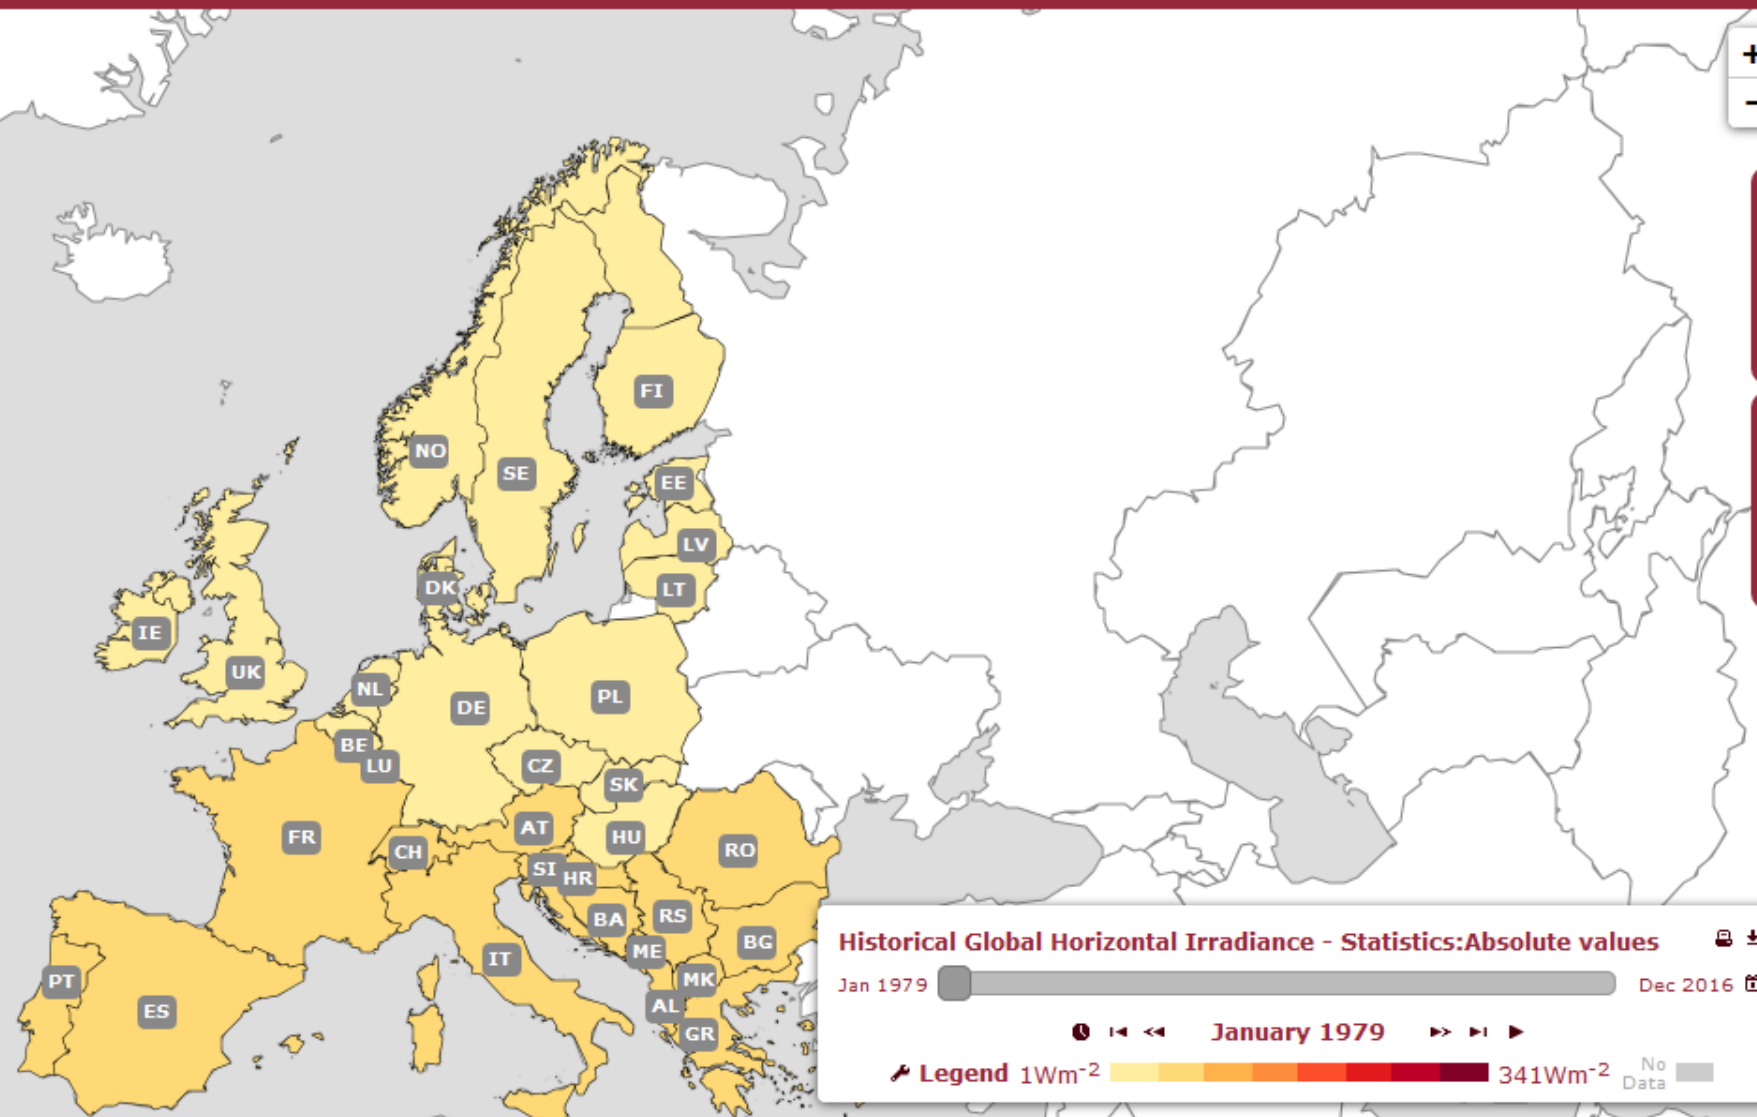 +
−
FI
NO
SE
EE
LV
DK
LT
IE
UK
NL
DE
PL
BE
LU
CZ
SK
AT
FR
HU
CH
RO
SI
HR
BA
RS
ME
BG
IT
PT
MK
ES
AL
GR
Historical Global Horizontal Irradiance - Statistics:Absolute values
Jan 1979
Dec 2016
January 1979
Legend 1Wm-2
341Wm-2
No
Data